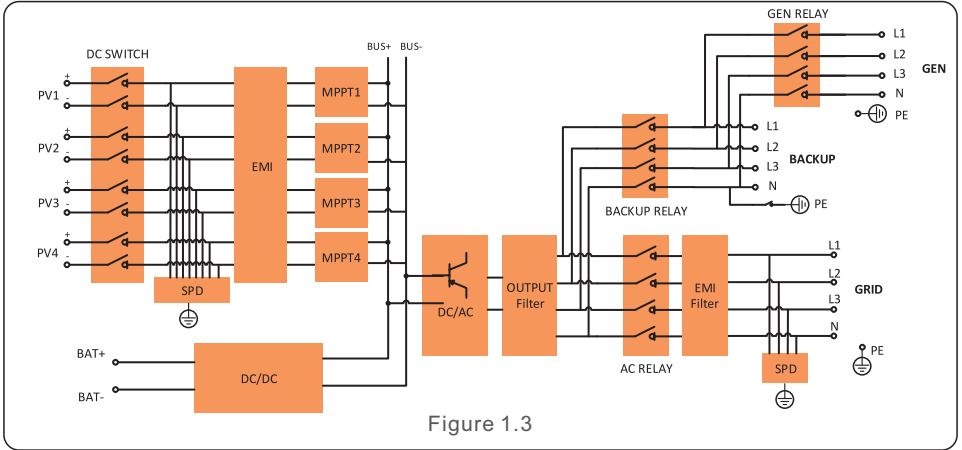 GEN RELAY
L1
L2
GEN
L3
N
PE
BUS+ BUS-
DC SWITCH
+
PV1
-
+
PV2
-
+
PV3
-
+
PV4
-
EMI
MPPT1
MPPT2
MPPT3
MPPT4
SPD
L1
L2
BACKUP
L3
N
PE
BACKUP RELAY
DC/AC
OUTPUT
Filter
EMI
Filter
AC RELAY
L1
L2
GRID
L3
N
PE
SPD
BAT+
DC/DC
BAT-
Figure 1.3